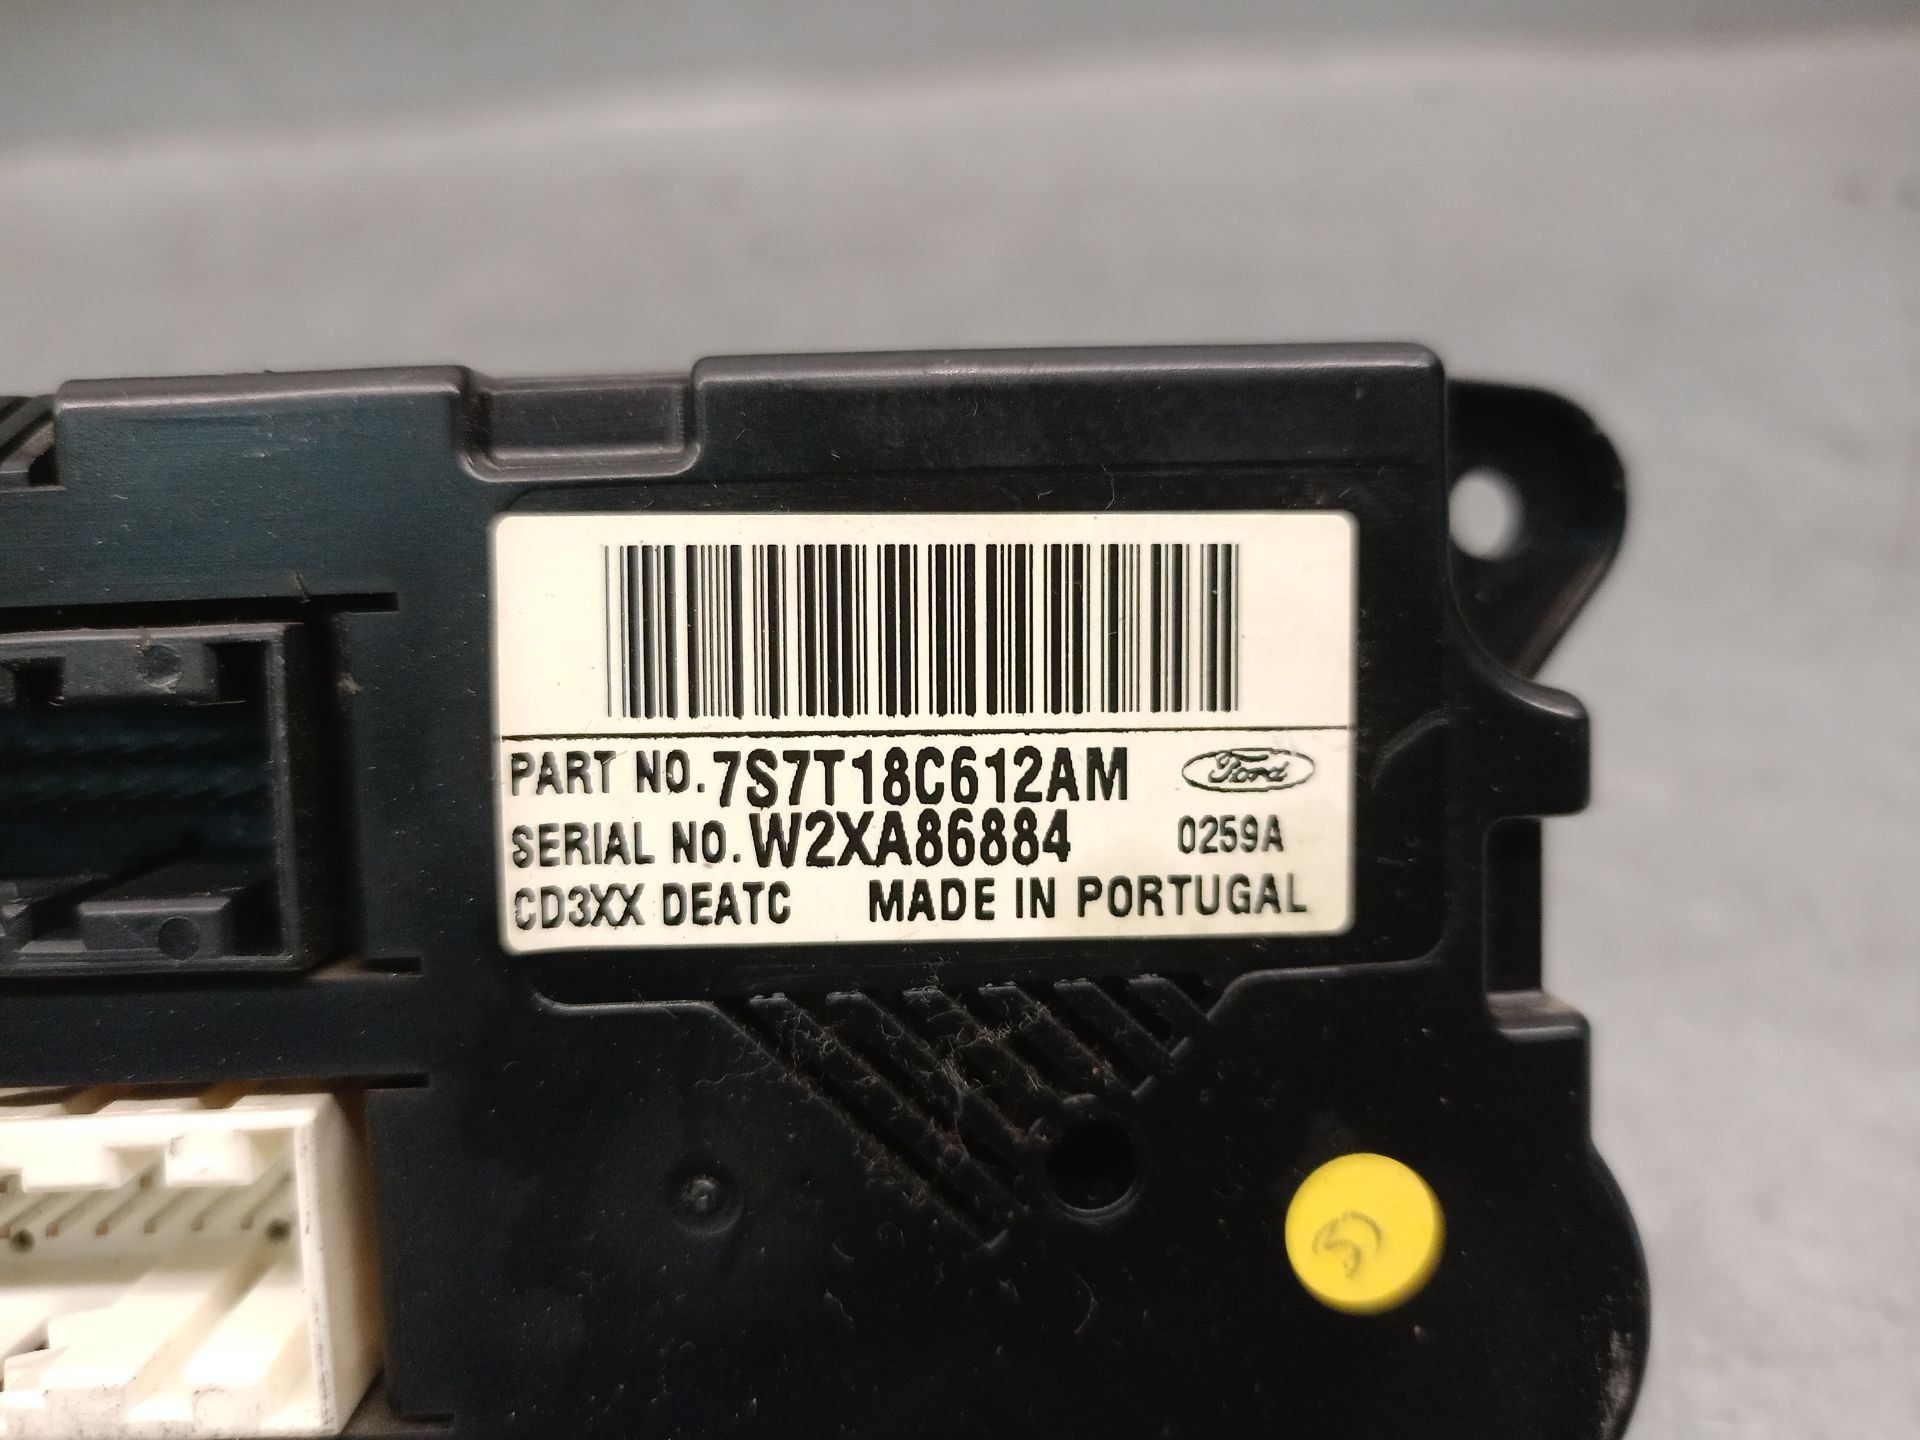 PART NO. 7S7T18C612AM Ford
SERIAL NO. W2XA86884 0259A
CD3XX DEATC MADE IN PORTUGAL